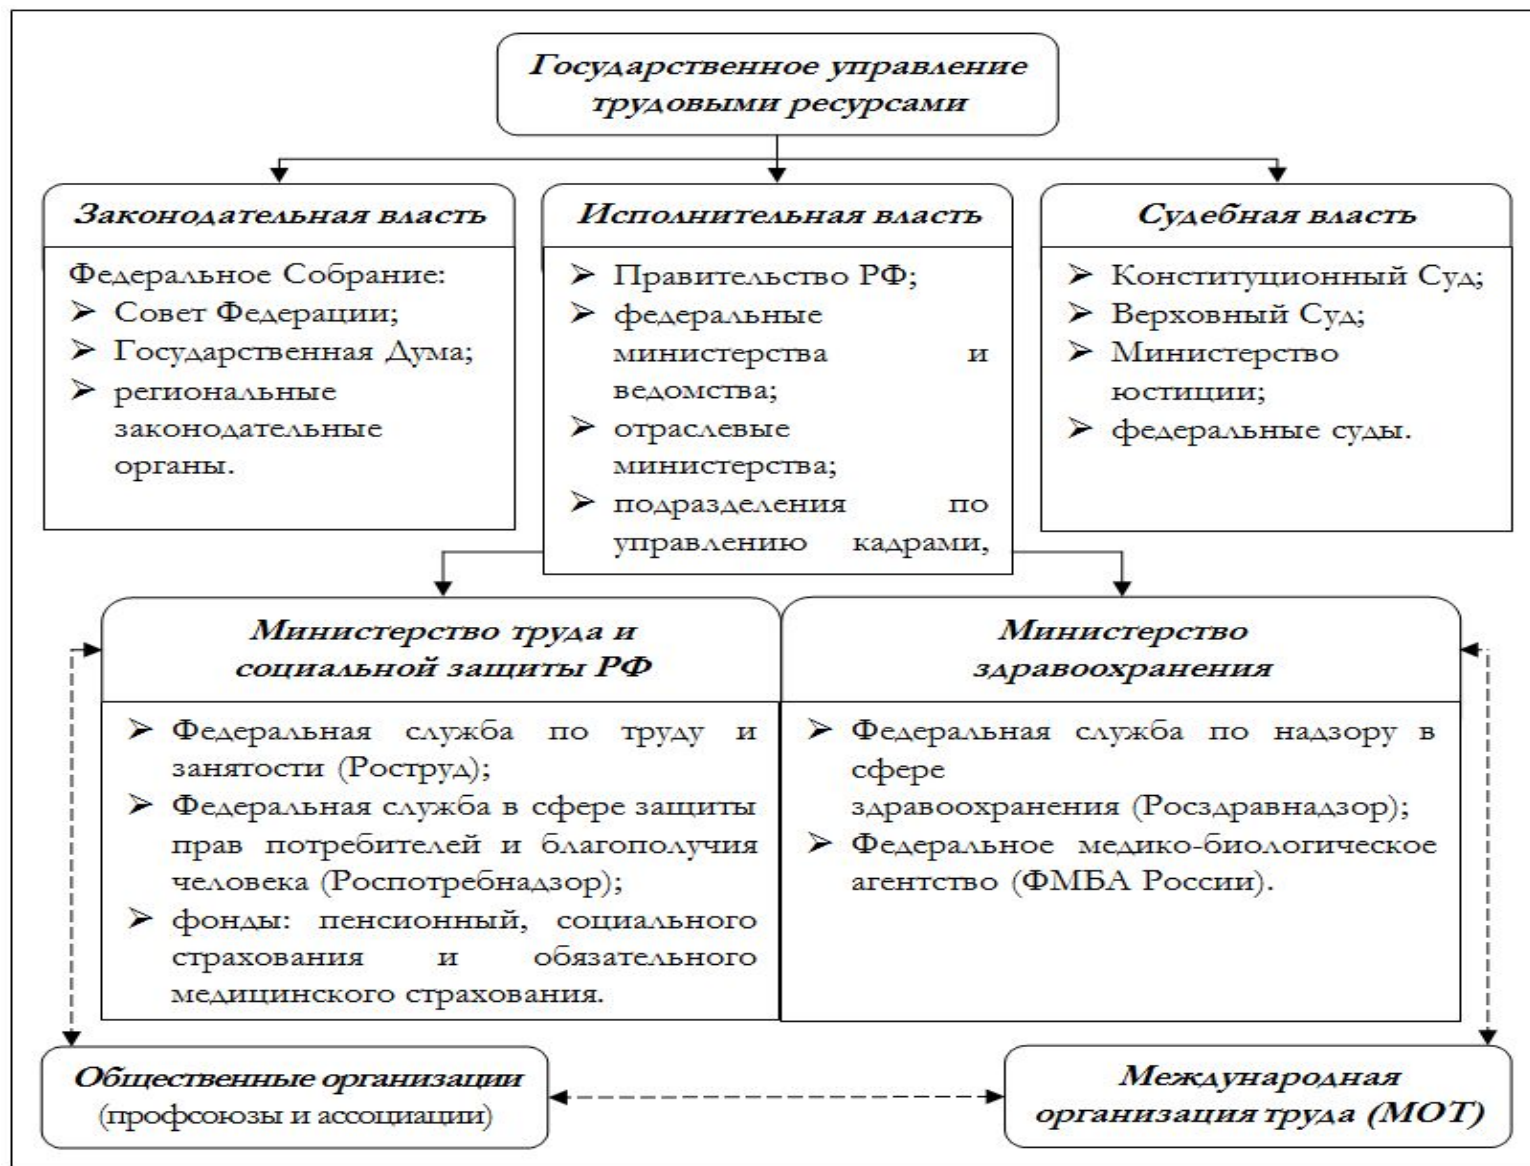 Государственное управление
трудовыми ресурсами
Законодательная власть
Федеральное Собрание:
➢ Совет Федерации;
➢ Государственная Дума;
➢ региональные
законодательные
органы.
Исполнительная власть
➢ Правительство РФ;
➢ федеральные
министерства и
ведомства;
➢ отраслевые
министерства;
➢ подразделения по
управлению кадрами,
Судебная власть
➢ Конституционный Суд;
➢ Верховный Суд;
➢ Министерство
юстиции;
➢ федеральные суды.
Министерство труда и
социальной защиты РФ
➢ Федеральная служба по труду и
занятости (Роструд);
➢ Федеральная служба в сфере защиты
прав потребителей и благополучия
человека (Роспотребнадзор);
➢ фонды: пенсионный, социального
страхования и обязательного
медицинского страхования.
Министерство
здравоохранения
➢ Федеральная служба по надзору в
сфере
здравоохранения (Росздравнадзор);
➢ Федеральное медико-биологическое
агентство (ФМБА России).
Общественные организации
(профсоюзы и ассоциации)
Международная
организация труда (МОТ)